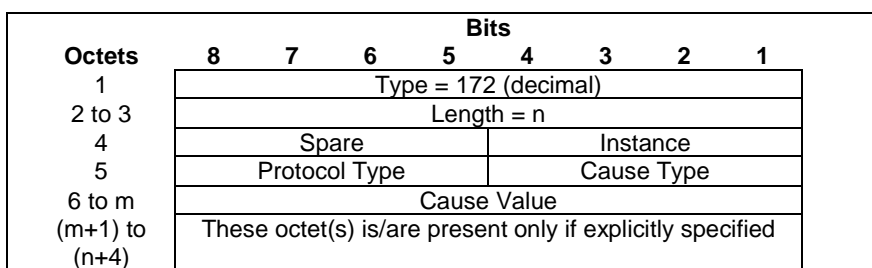 Bits
Octets 8 7 6 5 4 3 2 1
1 Type = 172 (decimal)
2 to 3 Length = n
4 Spare Instance
5 Protocol Type Cause Type
6 to m Cause Value
(m+1) to These octet(s) is/are present only if explicitly specified
(n+4)